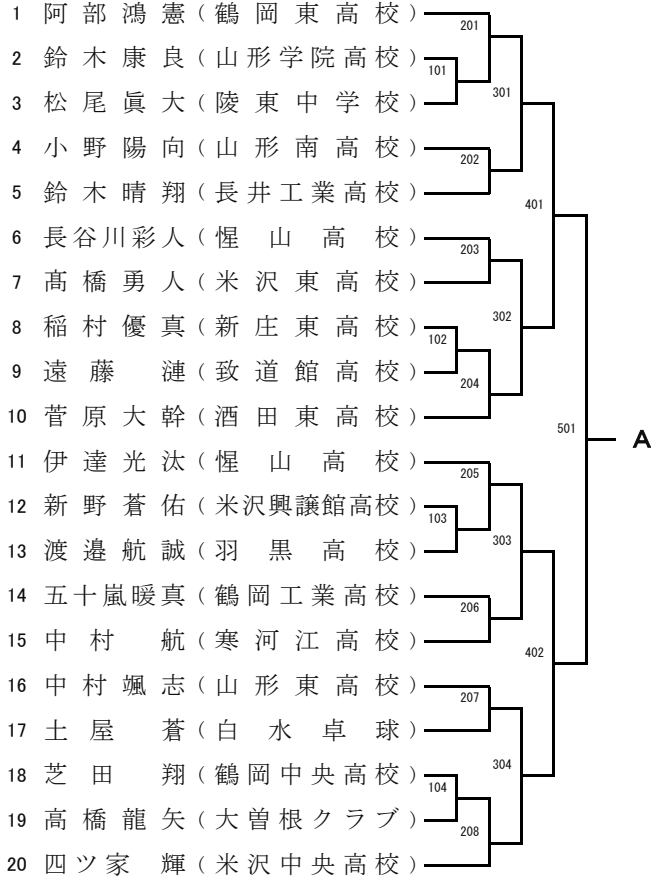 1 阿部鴻憲(鶴岡東高校)
201
2 鈴木康良(山形学院高校)
101
3 松尾眞大(陵東中学校)
301
4 小野陽向(山形南高校)
202
5 鈴木晴翔(長井工業高校)
401
6 長谷川彩人(惺山高校)
203
7 髙橋勇人(米沢東高校)
302
8 稲村優真(新庄東高校)
102
9 遠藤漣(致道館高校)
204
10 菅原大幹(酒田東高校)
501
A
11 伊達光汰(惺山高校)
205
12 新野蒼佑(米沢興譲館高校)
103
13 渡邉航誠(羽黒高校)
303
14 五十嵐暖真(鶴岡工業高校)
206
15 中村航(寒河江高校)
402
16 中村颯志(山形東高校)
207
17 土屋蒼(白水卓球)
304
18 芝田翔(鶴岡中央高校)
104
19 高橋龍矢(大曽根クラブ)
208
20 四ツ家輝(米沢中央高校)